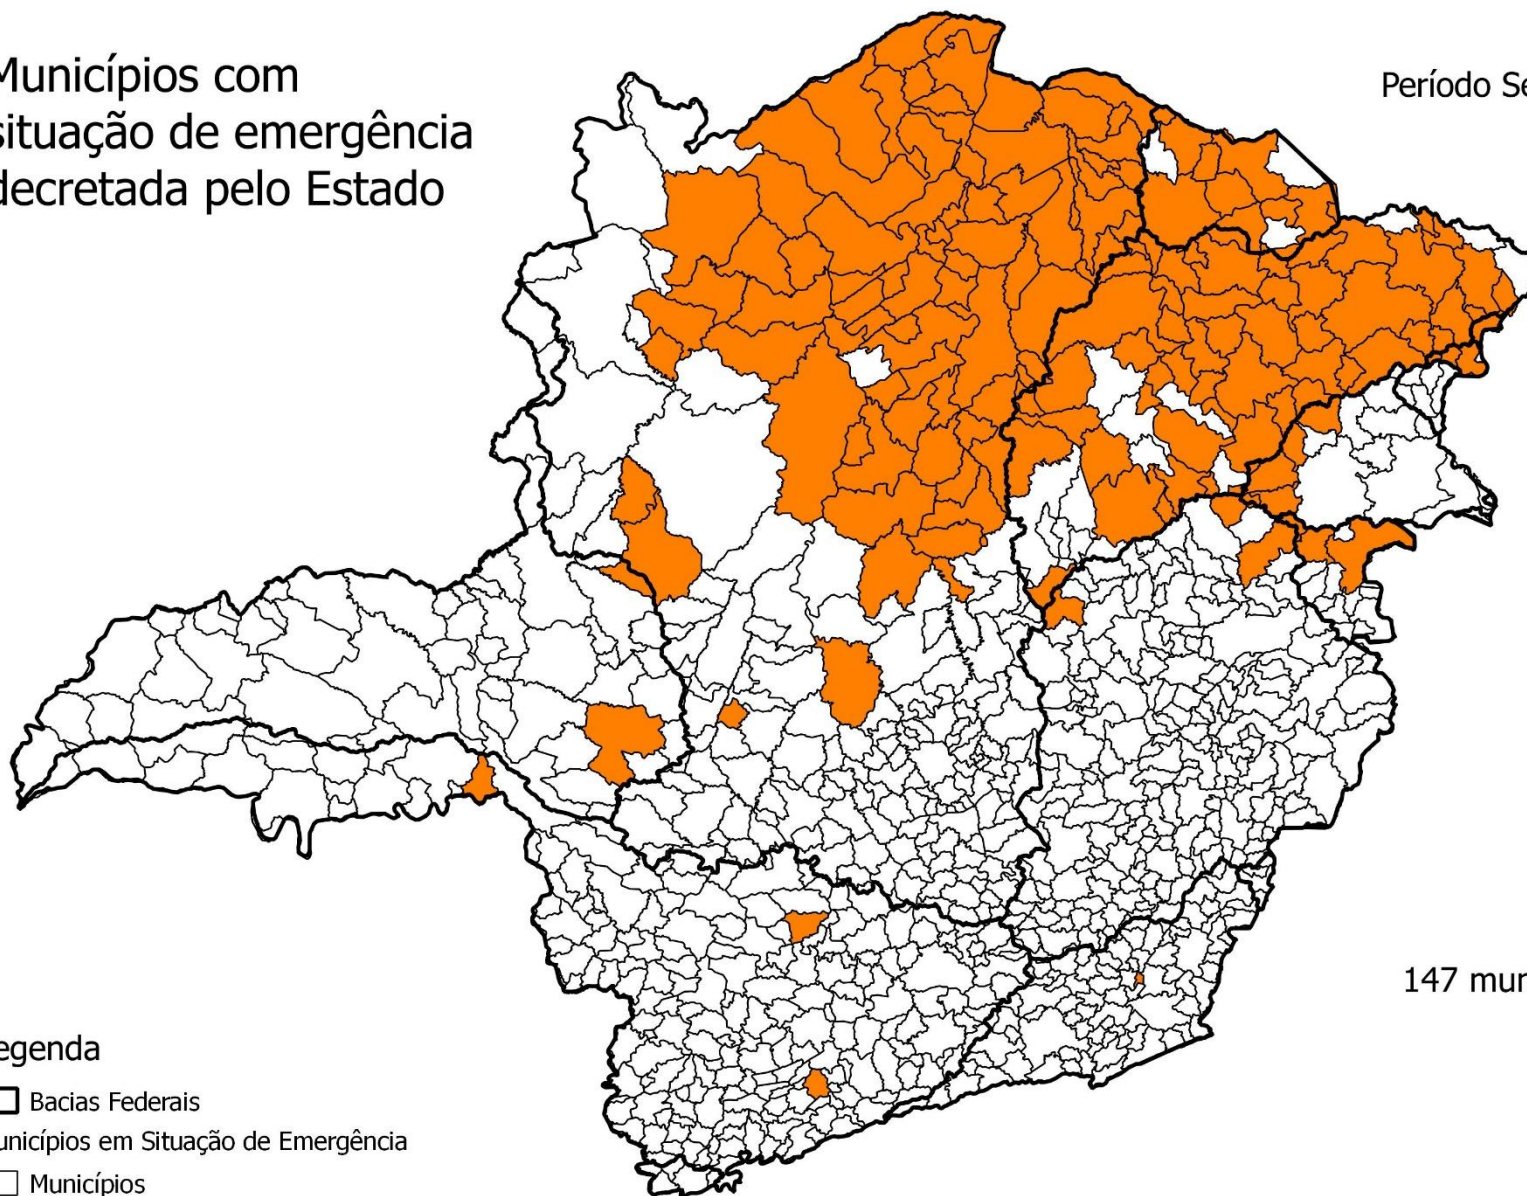 Municípios com
situação de emergência
decretada pelo Estado
Período Se
147 mun
egenda
Bacias Federais
unicípios em Situação de Emergência
Municípios